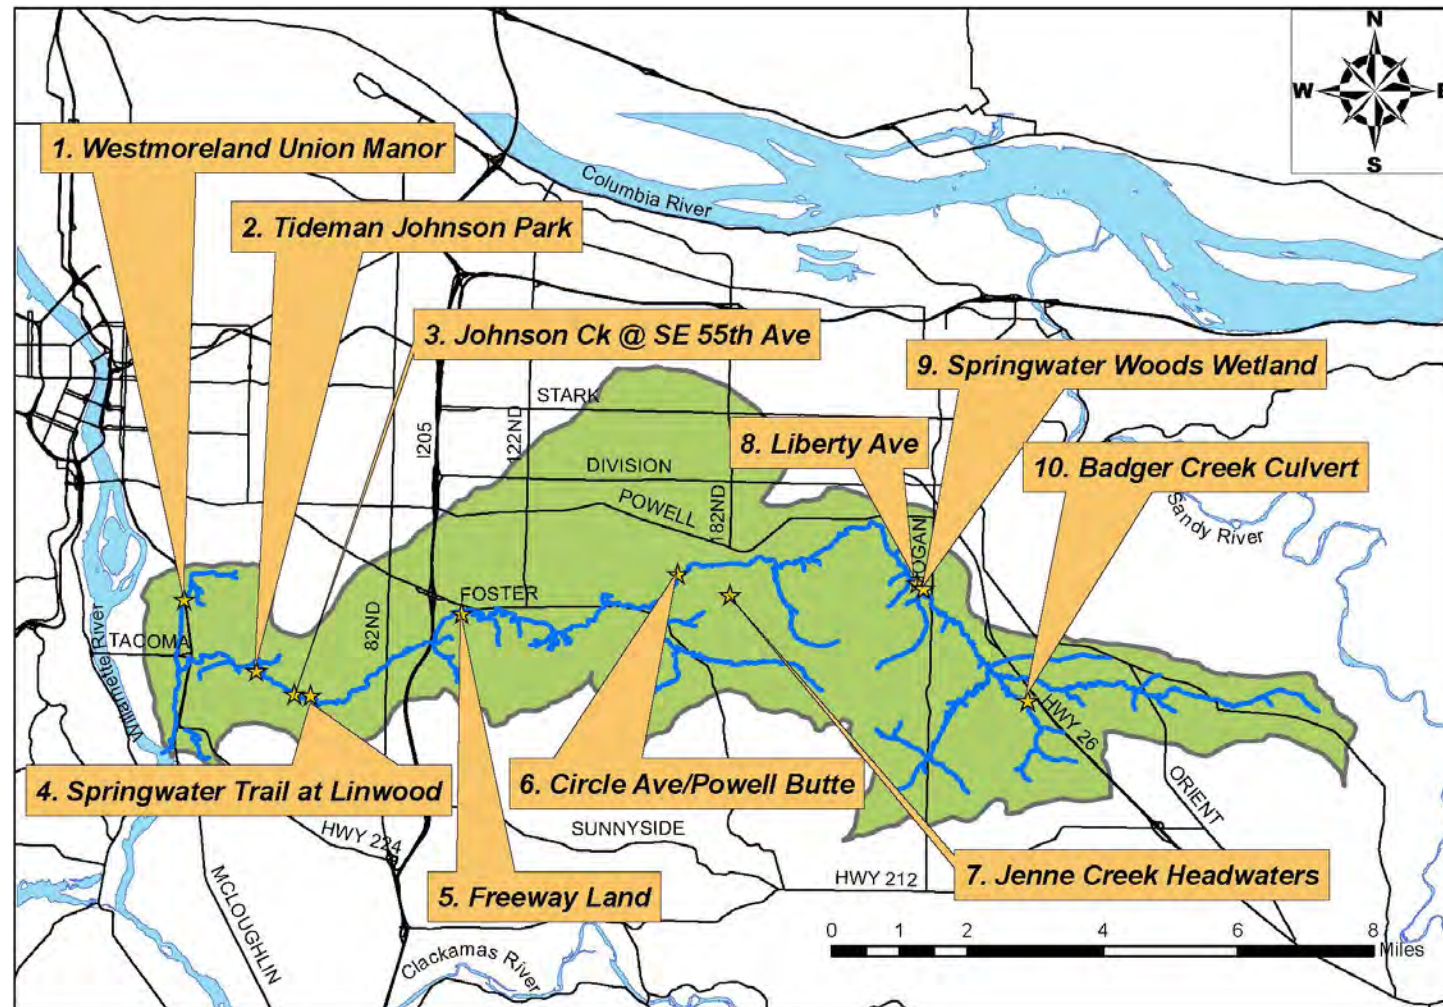 N
W
E
S
1. Westmoreland Union Manor
Columbia River
2. Tideman Johnson Park
3. Johnson Ck @ SE 55th Ave
9. Springwater Woods Wetland
STARK
I205
122ND
8. Liberty Ave
DIVISION
10. Badger Creek Culvert
POWELL
182ND
Sandy River
HOGAN
FOSTER
82ND
TACOMA
Willamette River
HWY 26
4. Springwater Trail at Linwood
6. Circle Ave/Powell Butte
ORIENT
SUNNYSIDE
HWY 224
7. Jenne Creek Headwaters
HWY 212
5. Freeway Land
MCLOUGHLIN
Clackamas River
0 1 2 4 6 8
Miles